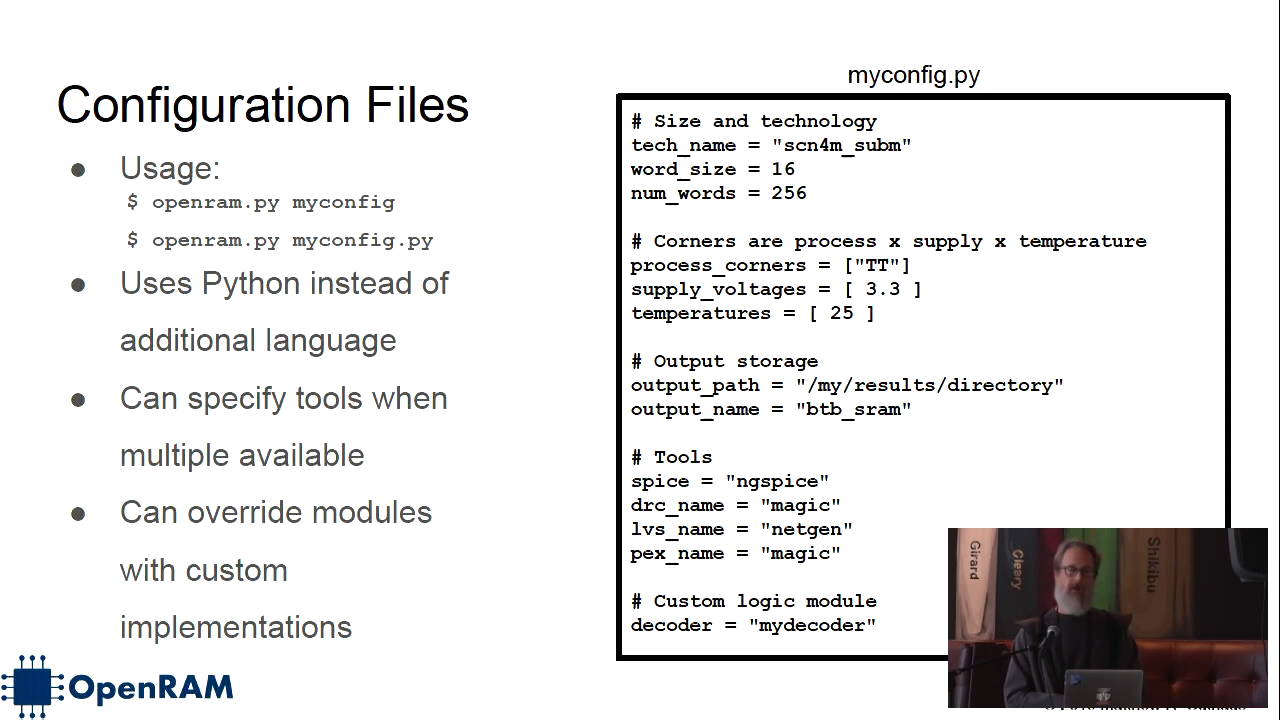 Configuration Files
● Usage:
$ openram.py myconfig
$ openram.py myconfig.py
● Uses Python instead of
additional language
● Can specify tools when
multiple available
● Can override modules
with custom
implementations
OpenRAM
myconfig.py
# Size and technology
tech_name = "scn4m_subm"
word_size = 16
num_words = 256
# Corners are process x supply x temperature
process_corners = ["TT"]
supply_voltages = [ 3.3 ]
temperatures = [ 25 ]
# Output storage
output_path = "/my/results/directory"
output_name = "btb_sram"
# Tools
spice = "ngspice"
drc_name = "magic"
lvs_name = "netgen"
pex_name = "magic"
# Custom logic module
decoder = "mydecoder"
Girard
Cleary
Shikibu